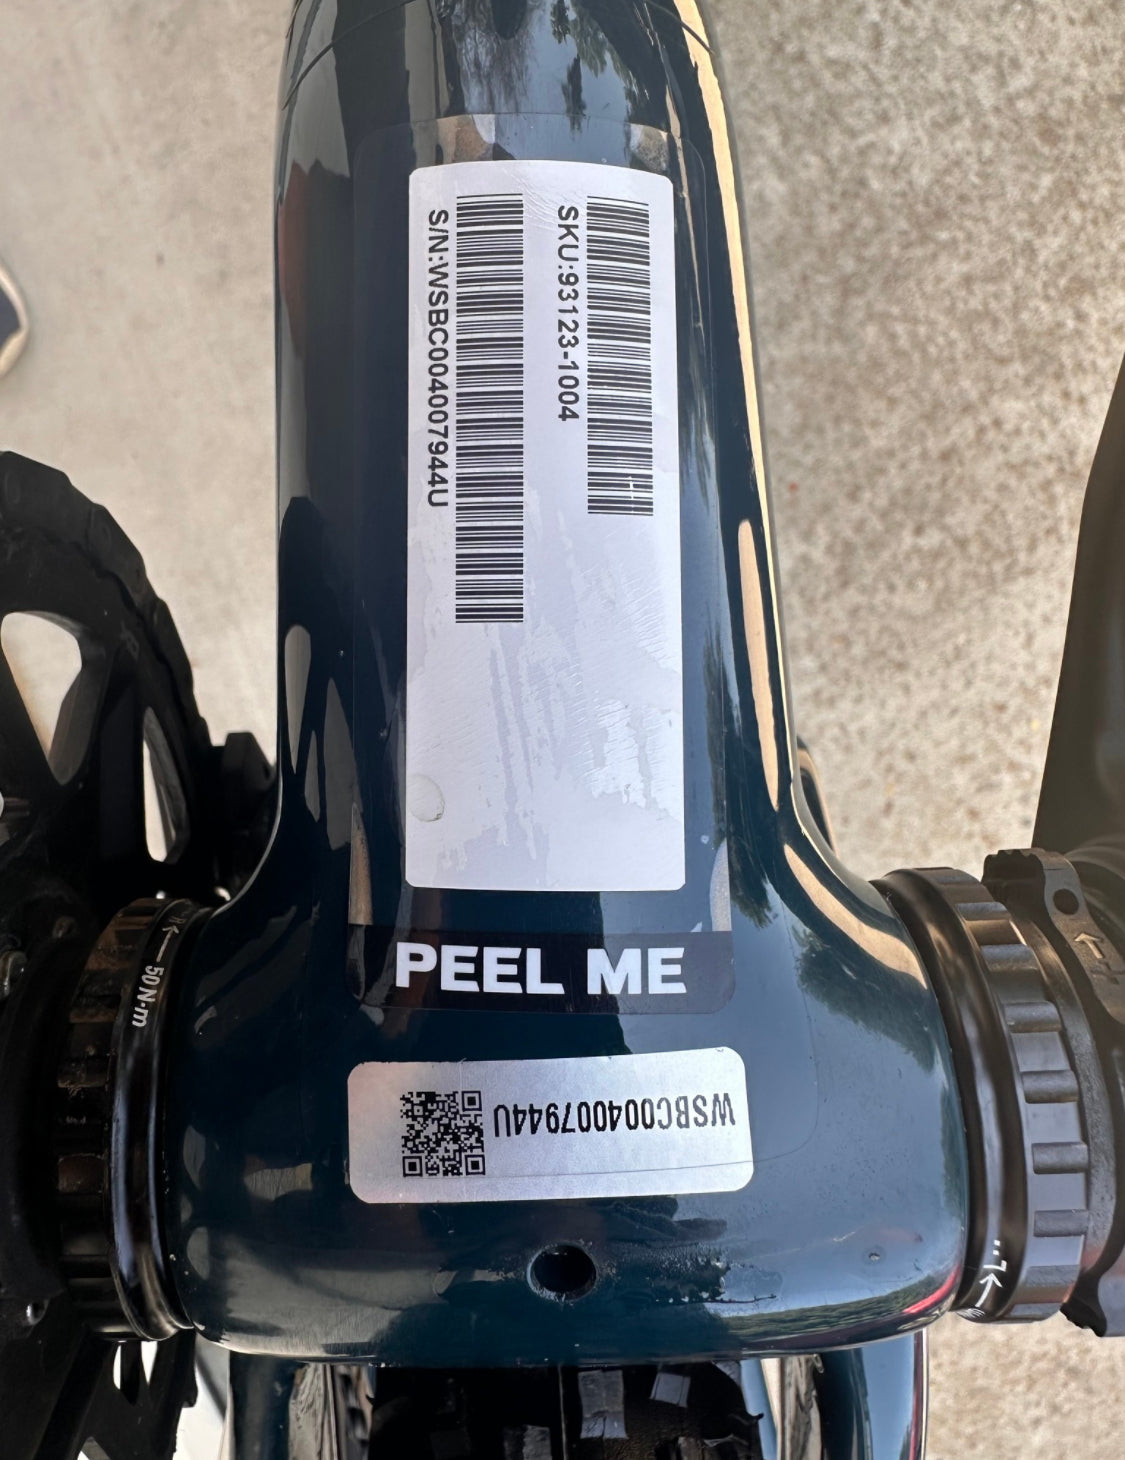 SKU:93123-1004
S/N:WSBC004007944U
PEEL ME
WSBC004007944U
50N·m